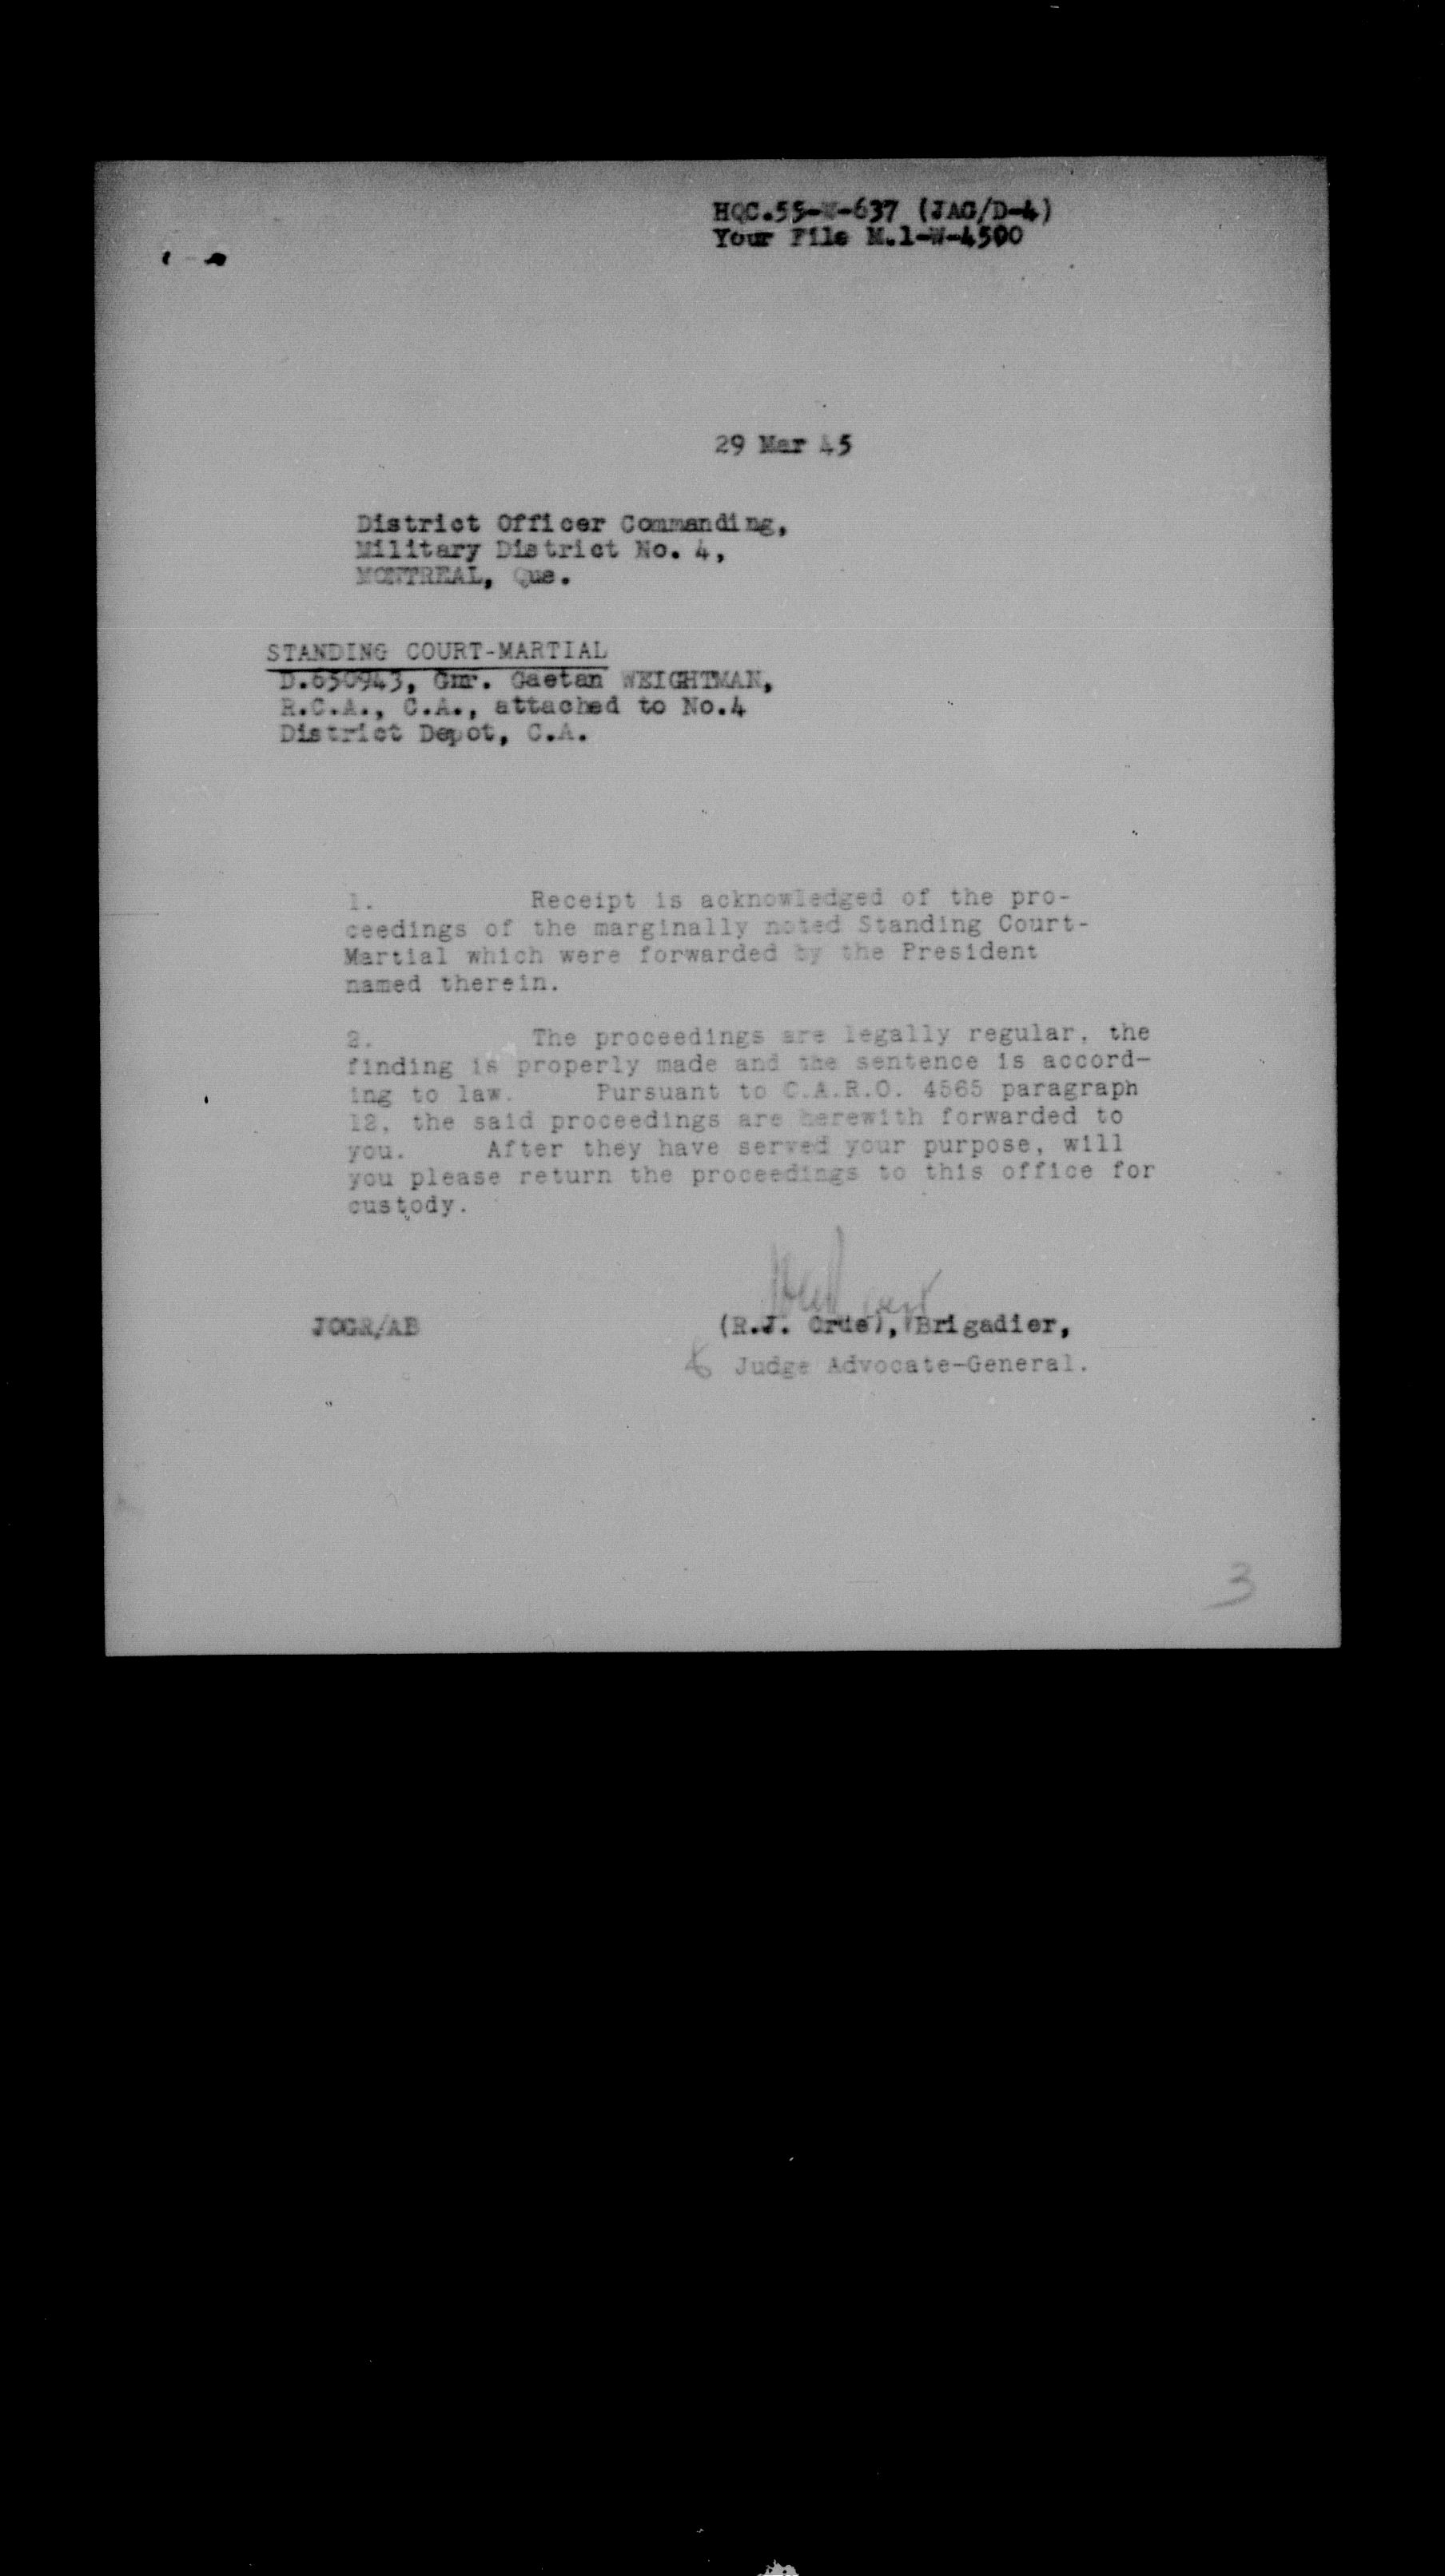 HQC.55-W-637 (JAG/D-4)
Your File M.1-W-4500
29 Mar 45
District Officer Commanding,
Military District No. 4,
MONTREAL, Que.
STANDING COURT-MARTIAL
D.650943, Gnr. Gaetan WEIGHTMAN,
R.C.A., C.A., attached to No.4
District Depot, C.A.
1. Receipt is acknowledged of the pro-
ceedings of the marginally noted Standing Court-
Martial which were forwarded by the President
named therein.
2. The proceedings are legally regular, the
finding is properly made and the sentence is accord-
ing to law. Pursuant to C.A.R.O. 4565 paragraph
12, the said proceedings are herewith forwarded to
you. After they have served your purpose, will
you please return the proceedings to this office for
custody.
JOGR/AB
(R.J. Orde), Brigadier,
Judge Advocate-General.
3